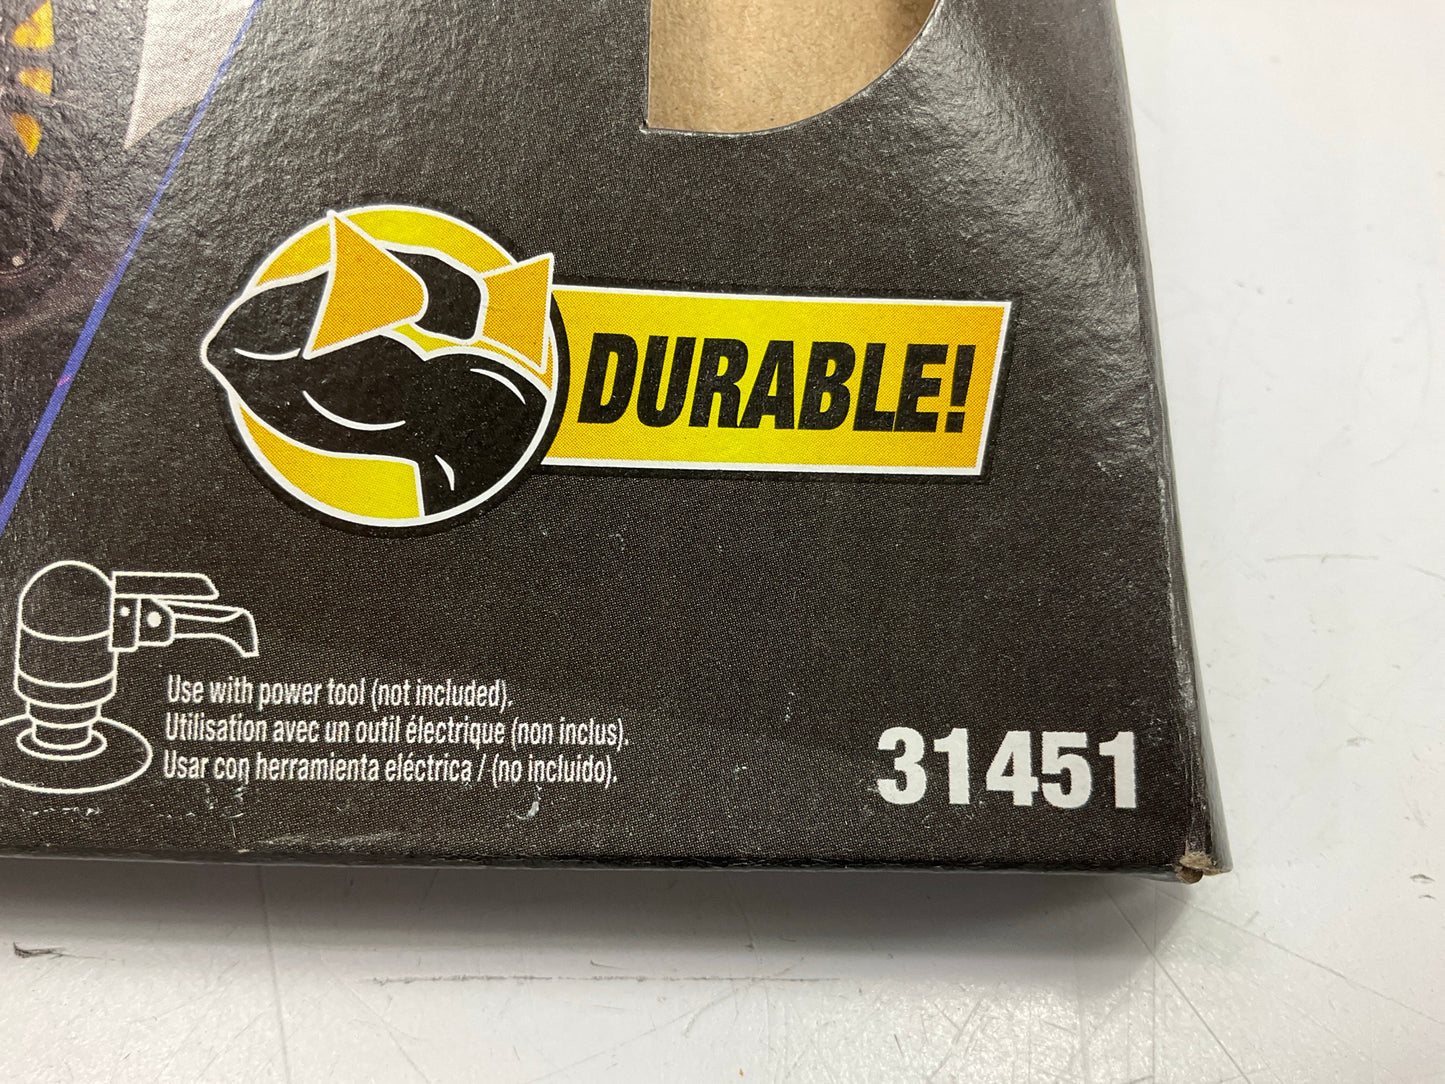 DURABLE!
Use with power tool (not included).
Utilisation avec un outil électrique (non inclus).
Usar con herramienta eléctrica / (no incluido).
31451